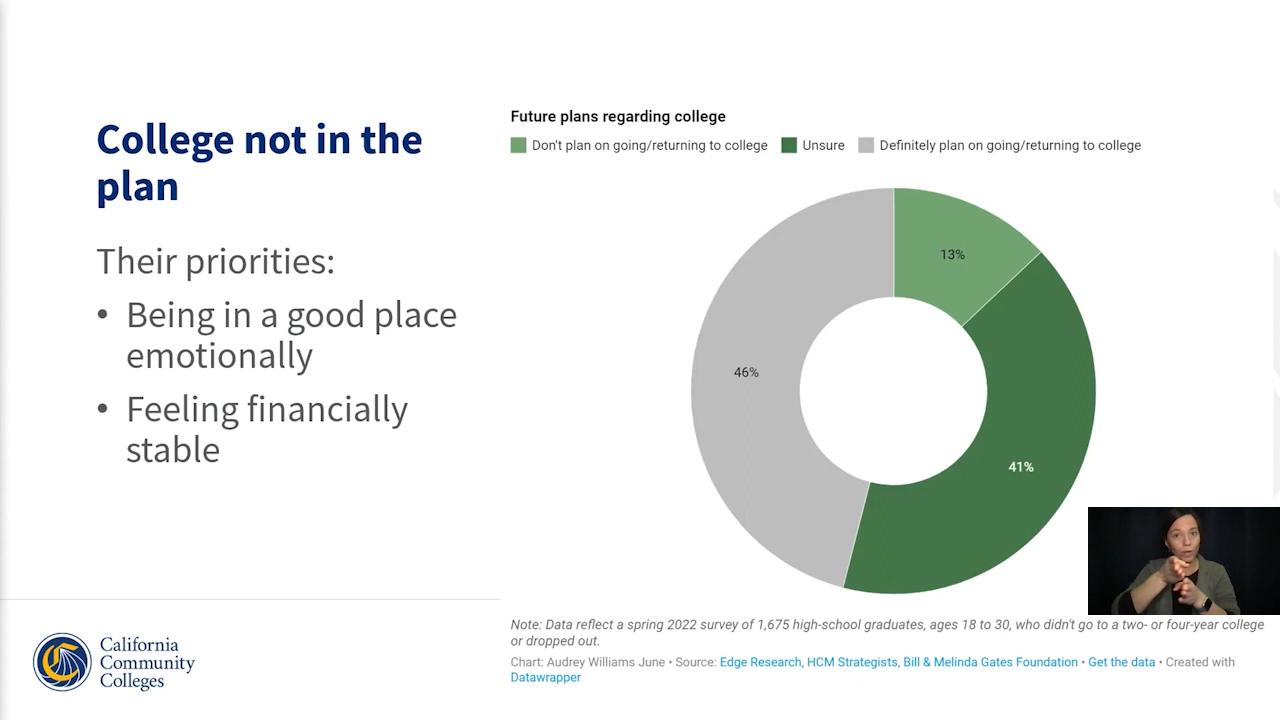 College not in the
plan
Their priorities:
• Being in a good place
emotionally
• Feeling financially
stable
California
Community
Colleges
Future plans regarding college
Don't plan on going/returning to college Unsure Definitely plan on going/returning to college
13%
46%
41%
Note: Data reflect a spring 2022 survey of 1,675 high-school graduates, ages 18 to 30, who didn't go to a two- or four-year college
or dropped out.
Chart: Audrey Williams June • Source: Edge Research, HCM Strategists, Bill & Melinda Gates Foundation • Get the data • Created with
Datawrapper